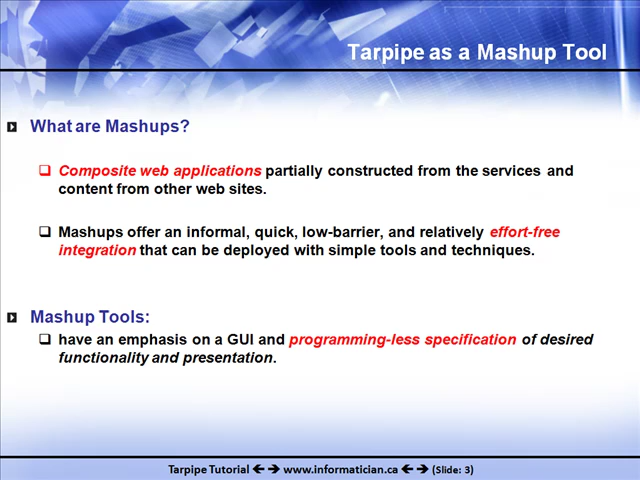 Tarpipe as a Mashup Tool
What are Mashups?
Composite web applications partially constructed from the services and
content from other web sites.
Mashups offer an informal, quick, low-barrier, and relatively effort-free
integration that can be deployed with simple tools and techniques.
Mashup Tools:
have an emphasis on a GUI and programming-less specification of desired
functionality and presentation.
Tarpipe Tutorial ←→ www.informatician.ca ←→ (Slide: 3)